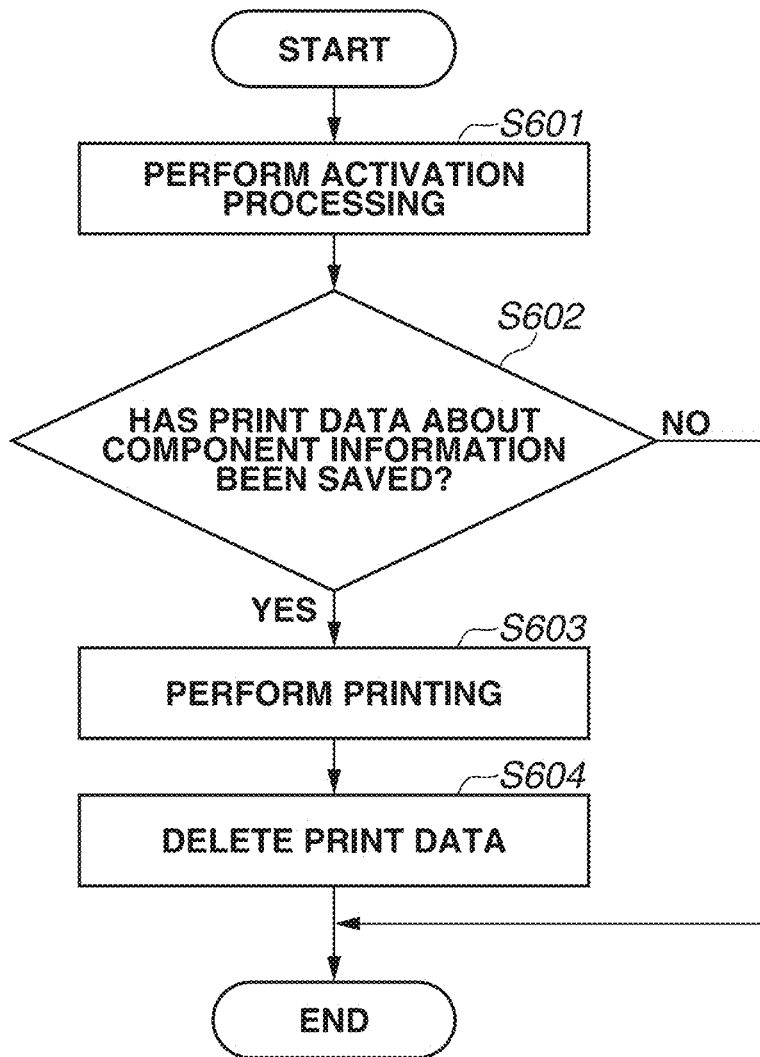 START
S601
PERFORM ACTIVATION
PROCESSING
S602
HAS PRINT DATA ABOUT
COMPONENT INFORMATION
BEEN SAVED?
NO
YES
S603
PERFORM PRINTING
S604
DELETE PRINT DATA
END